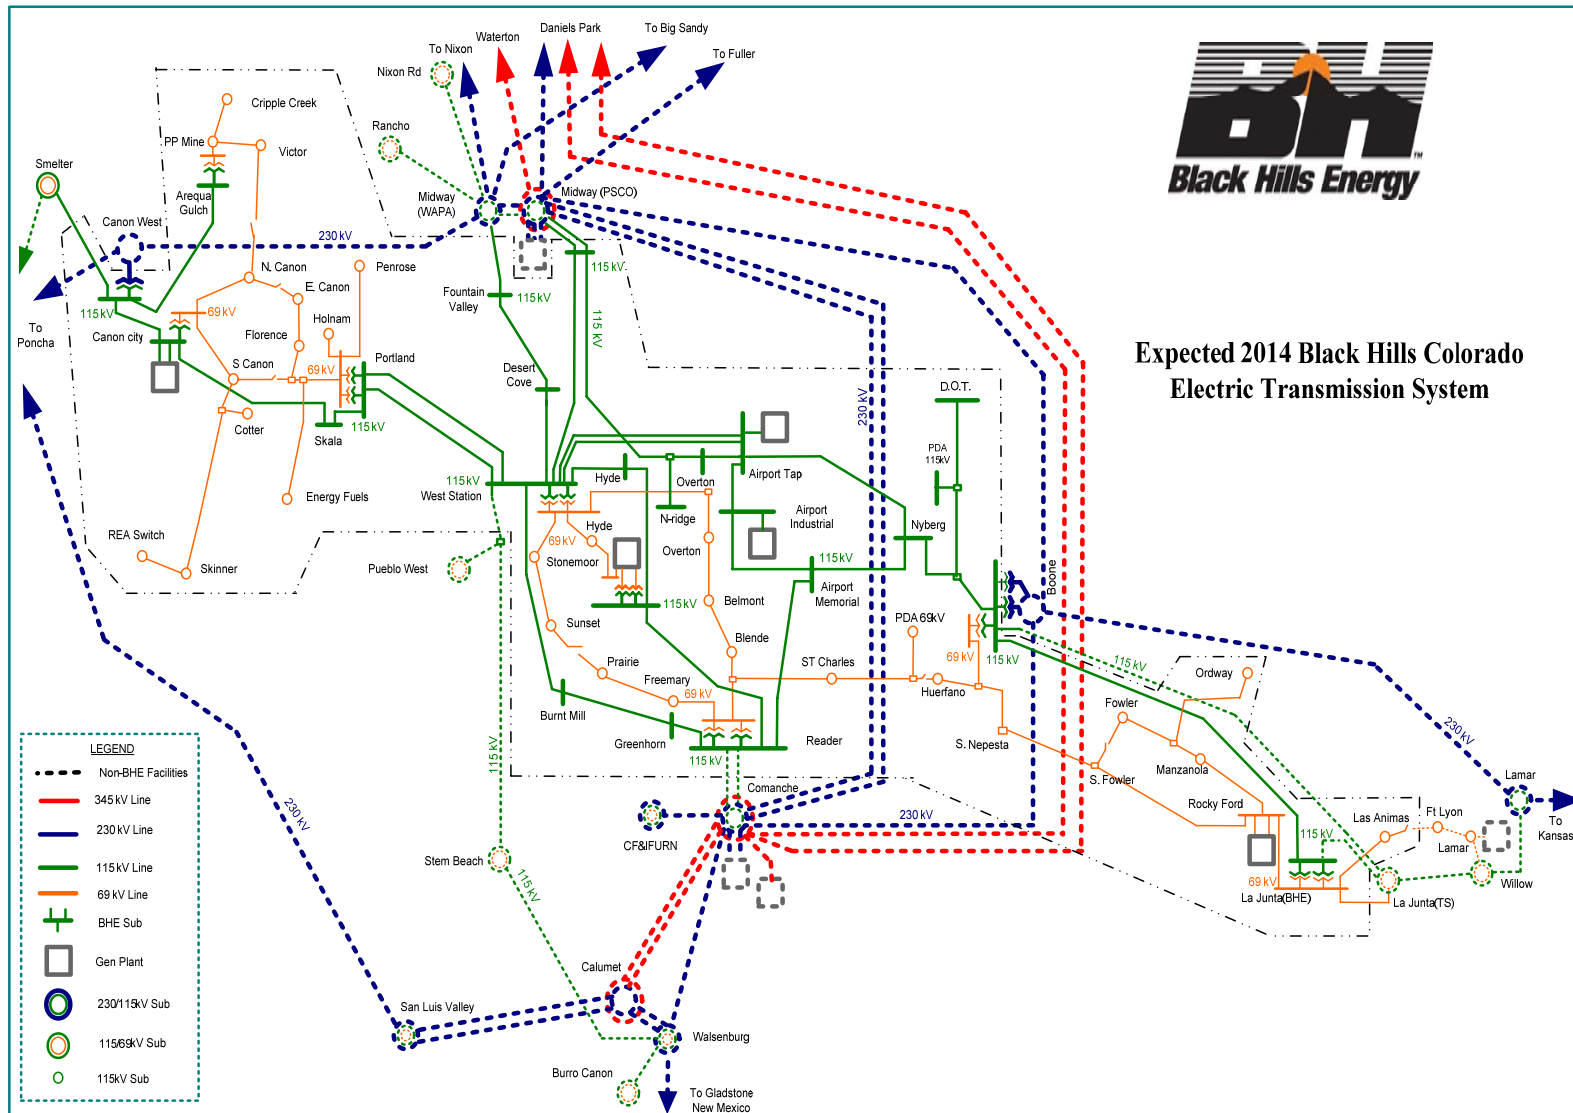 To Nixon
Waterton
Daniels Park
To Big Sandy
To Fuller
Nixon Rd
Cripple Creek
Rancho
PP Mine
Victor
Smelter
Arequa
Gulch
Canon West
Midway
(WAPA)
Midway (PSCO)
230 kV
BH
Black Hills Energy
™
N. Canon
Penrose
E. Canon
115 kV
Fountain
Valley
115 kV
To
Poncha
115 kV
Canon city
69 kV
Holnam
Florence
115 kV
Expected 2014 Black Hills Colorado
Electric Transmission System
S Canon
69 kV
Portland
Desert
Cove
D.O.T.
230 kV
Cotter
Skala
115 kV
PDA
115 kV
115 kV
West Station
Hyde
Overton
Airport Tap
Energy Fuels
N-ridge
Airport
Industrial
Nyberg
REA Switch
Hyde
69 kV
Overton
Stonemoor
Skinner
Pueblo West
115 kV
Airport
Memorial
Boone
Belmont
115 kV
Sunset
Blende
PDA 69 kV
69 kV
115 kV
115 kV
Prairie
Freemary
69 kV
ST Charles
Huerfano
Ordway
Fowler
Burnt Mill
Greenhorn
Reader
S. Nepesta
115 kV
115 kV
Manzanola
S. Fowler
230 kV
LEGEND
Non-BHE Facilities
345 kV Line
230 kV Line
115 kV Line
69 kV Line
BHE Sub
Gen Plant
230/115kV Sub
115/69kV Sub
115kV Sub
230 kV
Comanche
230 kV
CF&IFURN
Rocky Ford
Las Animas
Ft Lyon
Lamar
Lamar
To
Kansas
115 kV
Stem Beach
115 kV
69 kV
La Junta(BHE)
La Junta(TS)
Willow
Calumet
San Luis Valley
Walsenburg
Burro Canon
To Gladstone
New Mexico